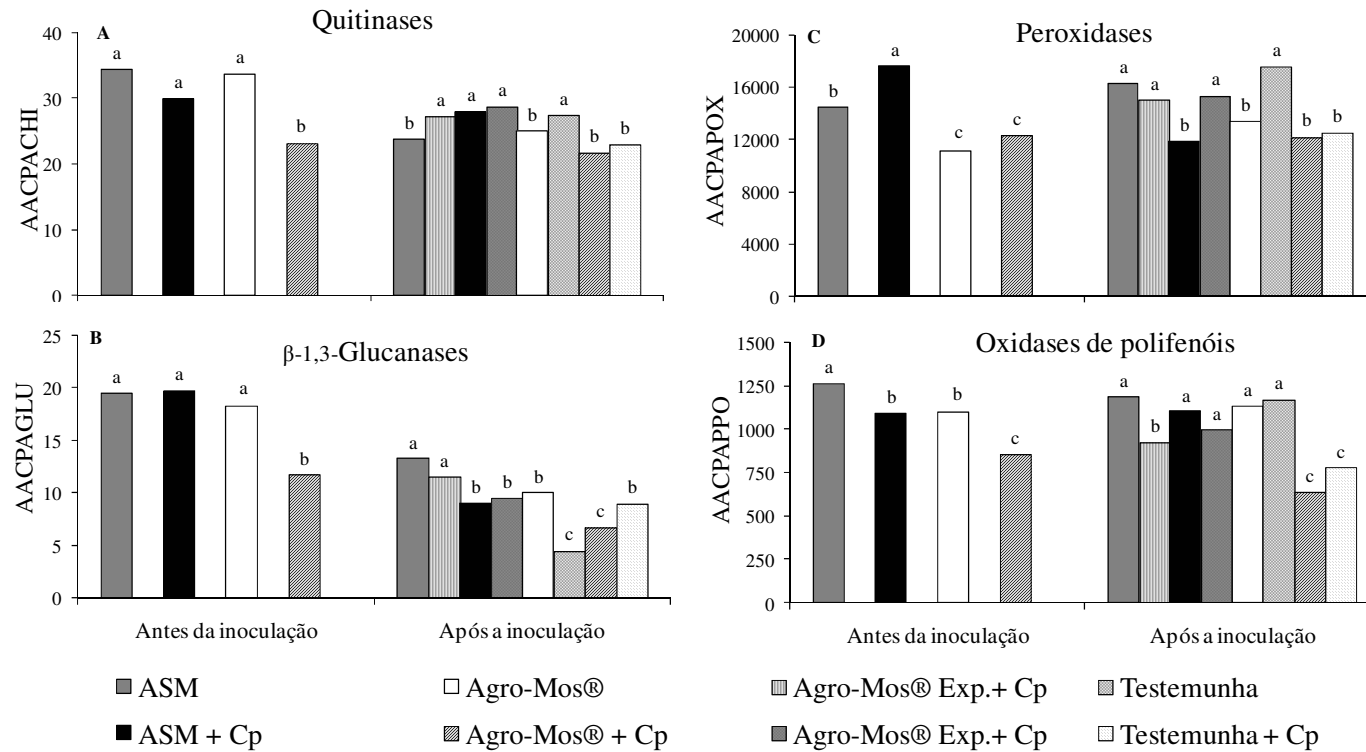 A Quitinases
AACPACHI
40
30
20
10
0
a a a b
b a a a b a b b
C Peroxidases
AACPAPOX
20000
16000
12000
8000
4000
0
b a c c
a a b a b a b b
B β-1,3-Glucanases
AACPAGLU
25
20
15
10
5
0
a a a b
a a b b b c c b
Antes da inoculação Após a inoculação
D Oxidases de polifenóis
AACPAPPO
1500
1250
1000
750
500
250
0
a b b c
a b a a a a c c
Antes da inoculação Após a inoculação
ASM Agro-Mos® Agro-Mos® Exp.+ Cp Testemunha
ASM + Cp Agro-Mos® + Cp Agro-Mos® Exp.+ Cp Testemunha + Cp